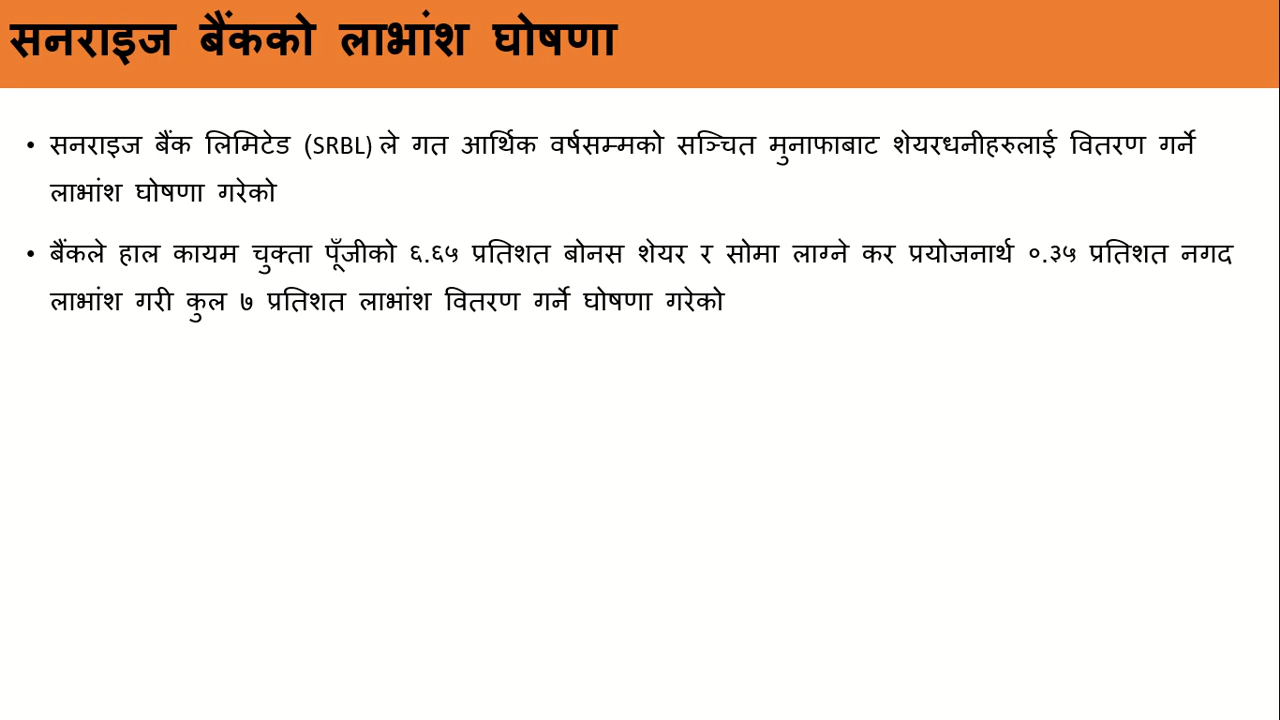 सनराइज बैंकको लाभांश घोषणा
• सनराइज बैंक लिमिटेड (SRBL) ले गत आर्थिक वर्षसम्मको सञ्चित मुनाफाबाट शेयरधनीहरुलाई वितरण गर्ने
लाभांश घोषणा गरेको
• बैंकले हाल कायम चुक्ता पूँजीको ६.६५ प्रतिशत बोनस शेयर र सोमा लाग्ने कर प्रयोजनार्थ ०.३५ प्रतिशत नगद
लाभांश गरी कुल ७ प्रतिशत लाभांश वितरण गर्ने घोषणा गरेको